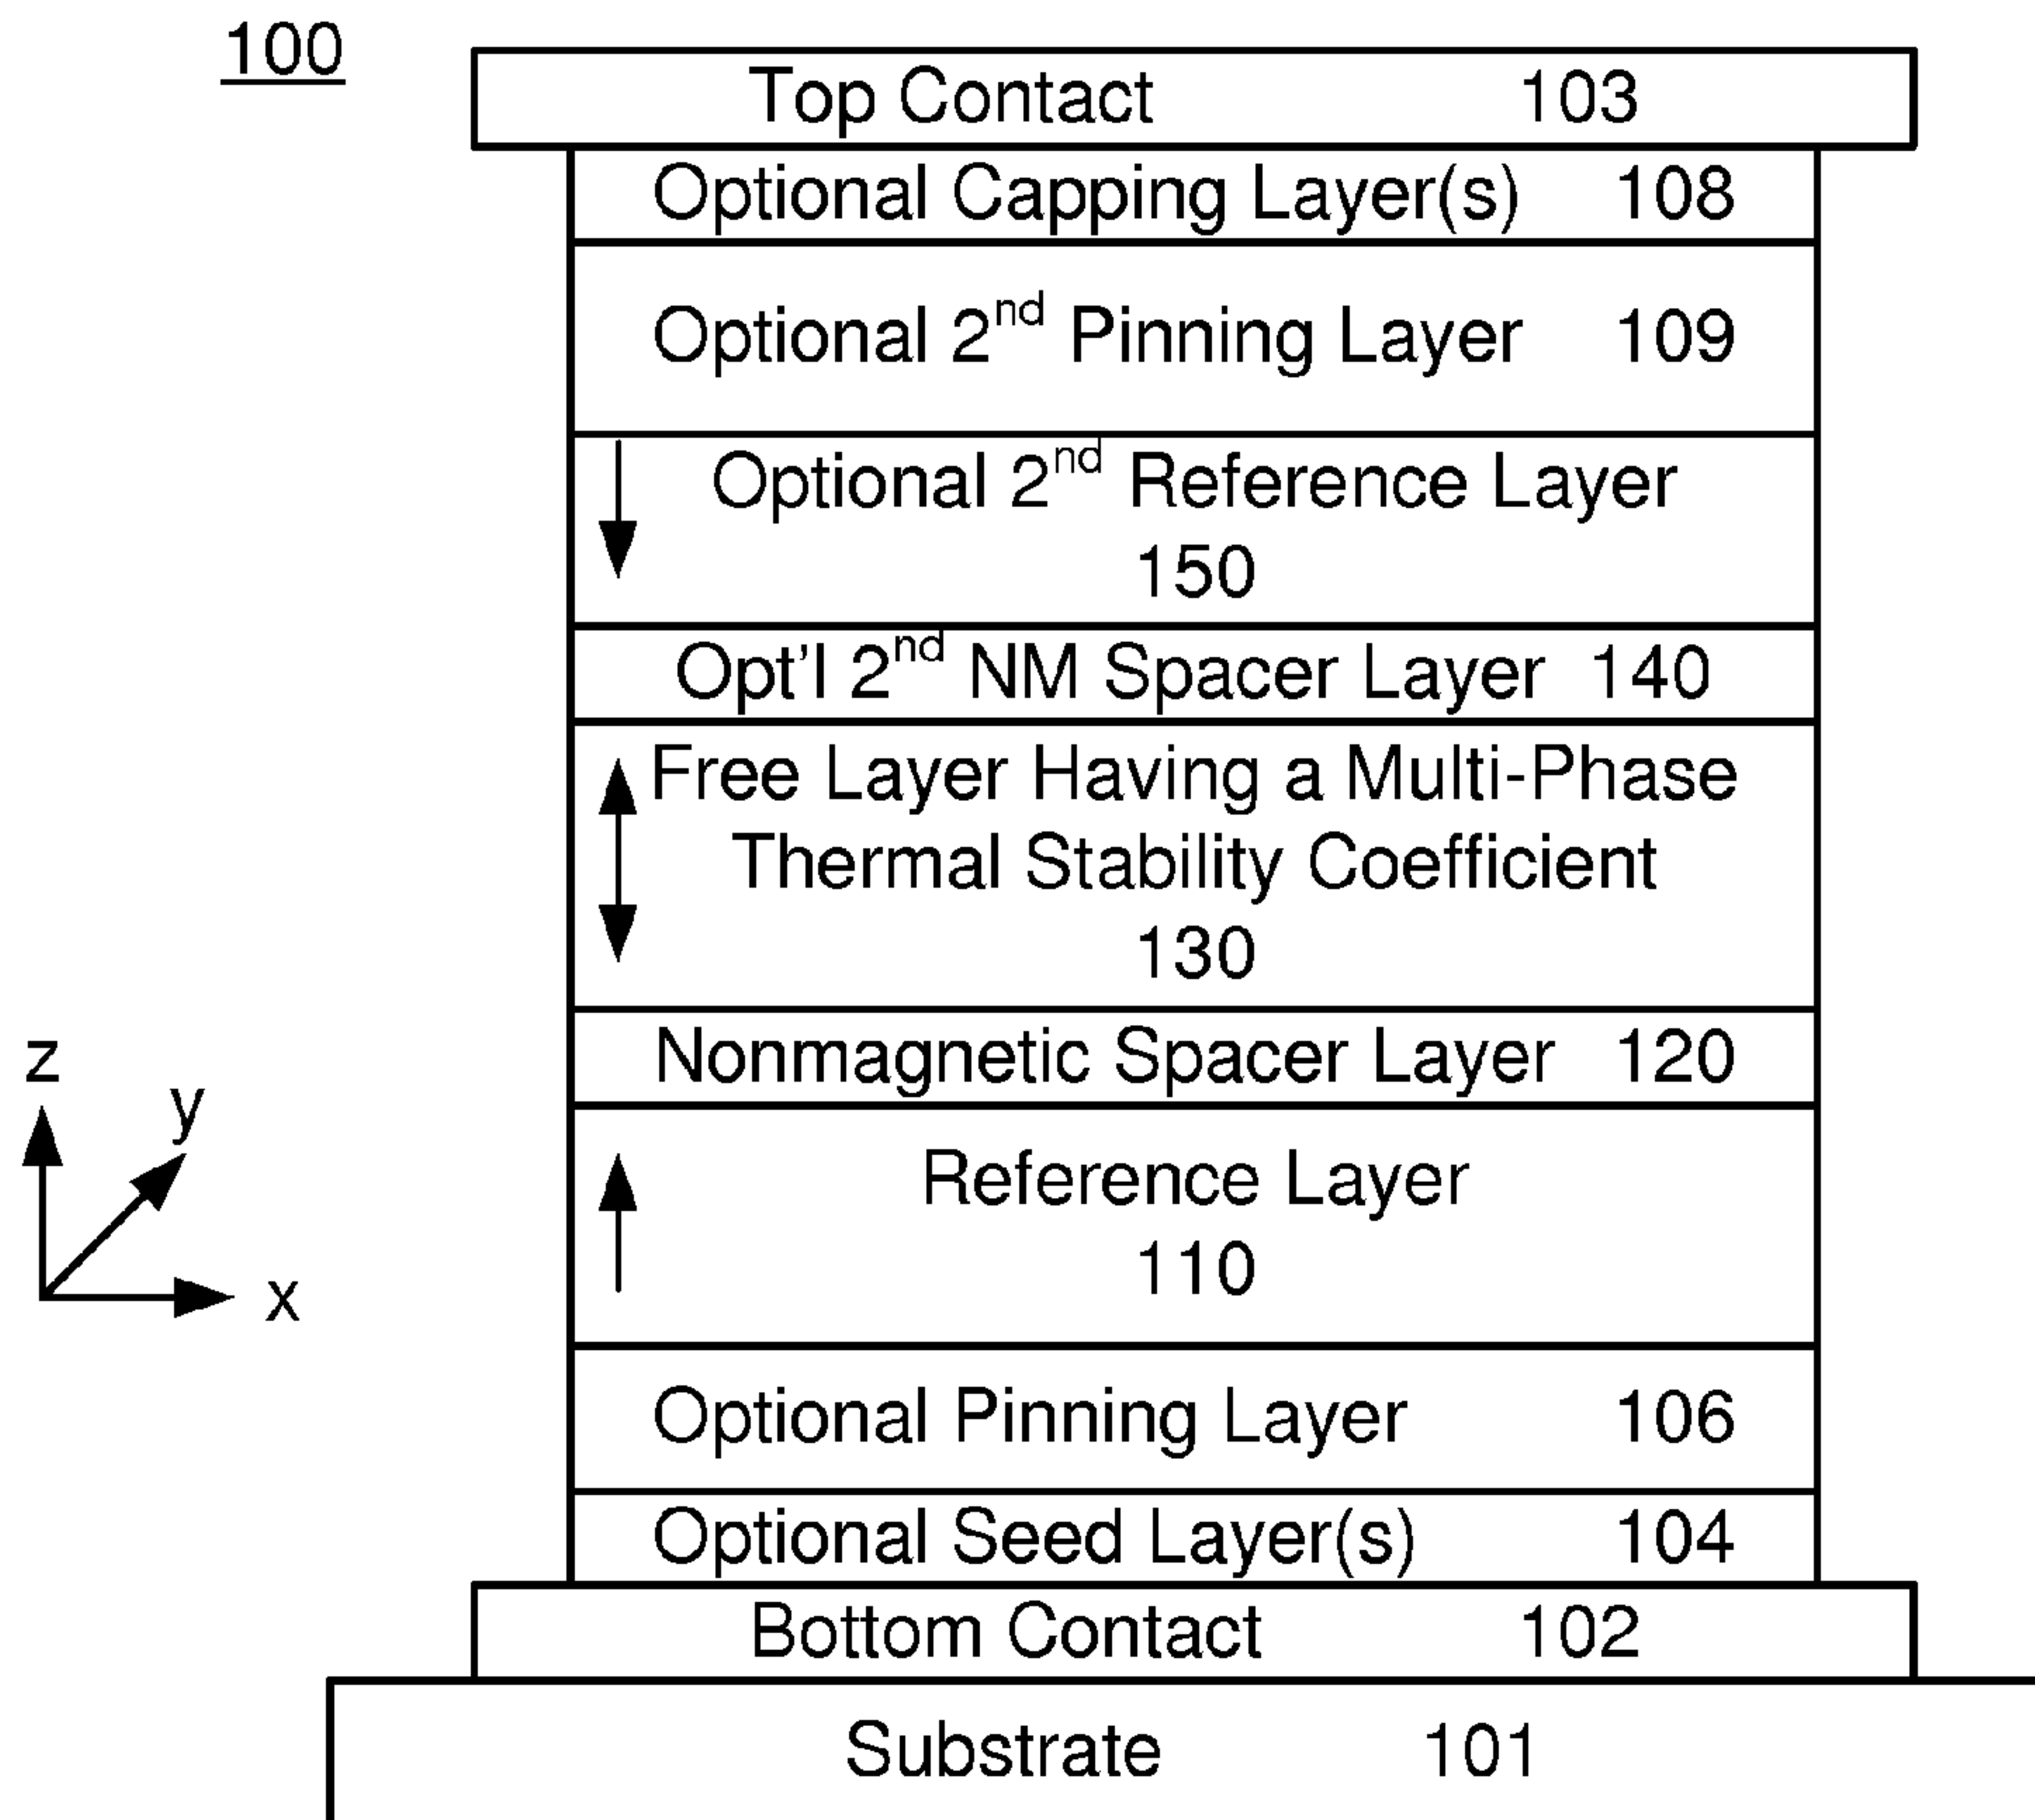 100
Top Contact 103
Optional Capping Layer(s) 108
Optional 2nd Pinning Layer 109
Optional 2nd Reference Layer
150
Opt'l 2nd NM Spacer Layer 140
Free Layer Having a Multi-Phase
Thermal Stability Coefficient
130
Nonmagnetic Spacer Layer 120
Reference Layer
110
Optional Pinning Layer 106
Optional Seed Layer(s) 104
Bottom Contact 102
Substrate 101
z
y
x